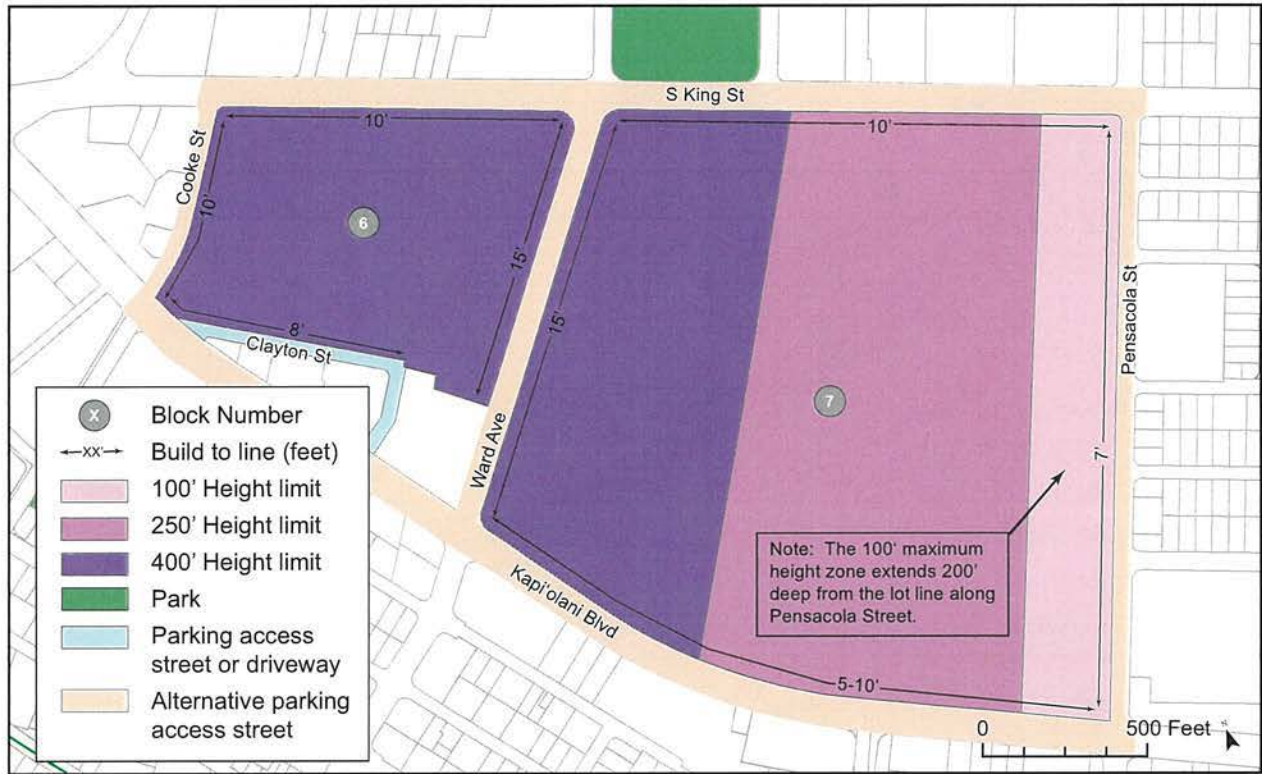 S King St
10'
10'
Cooke St
10'
6
15'
15'
8'
Clayton St
Ward Ave
7
Pensacola St
7'
Kapi'olani Blvd
5-10'
Note: The 100' maximum
height zone extends 200'
deep from the lot line along
Pensacola Street.
X Block Number
XX' Build to line (feet)
100' Height limit
250' Height limit
400' Height limit
Park
Parking access
street or driveway
Alternative parking
access street
0 500 Feet
N